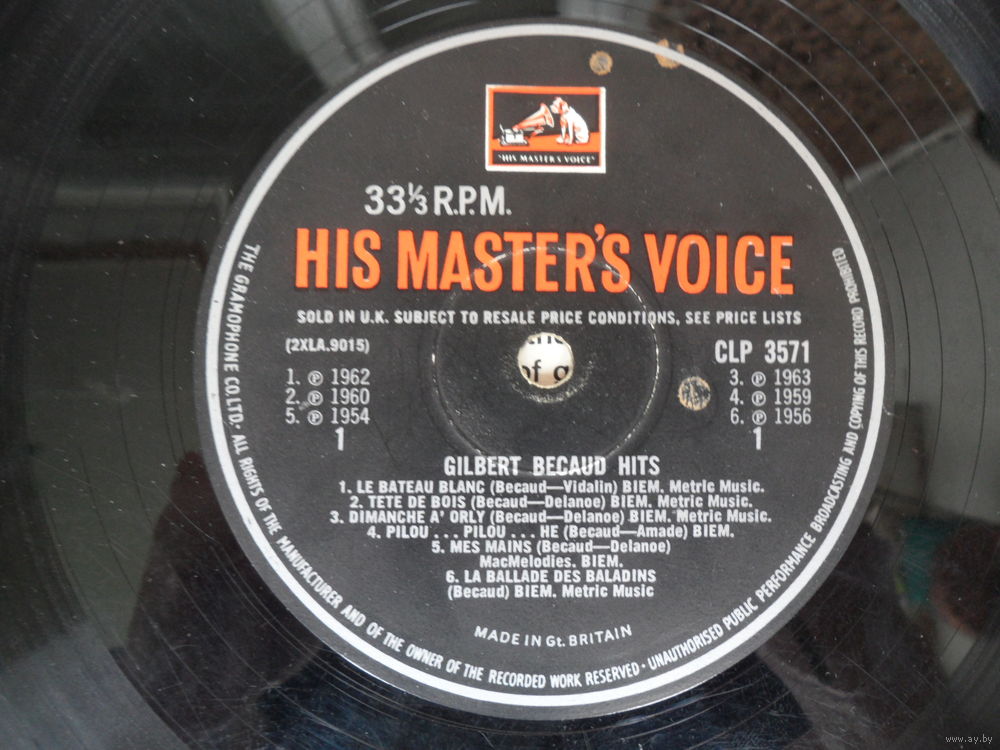 "HIS MASTER'S VOICE"
33⅓ R.P.M.
HIS MASTER'S VOICE
SOLD IN U.K. SUBJECT TO RESALE PRICE CONDITIONS, SEE PRICE LISTS
(2XLA.9015)
CLP 3571
1. ℗ 1962
2. ℗ 1960
5. ℗ 1954
1
3. ℗ 1963
4. ℗ 1959
6. ℗ 1956
1
of g
GILBERT BECAUD HITS
1. LE BATEAU BLANC (Becaud—Vidalin) BIEM. Metric Music.
2. TETE DE BOIS (Becaud—Delanoe) BIEM. Metric Music.
3. DIMANCHE A' ORLY (Becaud—Delanoe) BIEM. Metric Music.
4. PILOU . . . PILOU . . . HE (Becaud—Amade) BIEM.
5. MES MAINS (Becaud—Delanoe)
MacMelodies. BIEM.
6. LA BALLADE DES BALADINS
(Becaud) BIEM. Metric Music
MADE IN Gt. BRITAIN
THE GRAMOPHONE CO. LTD. · ALL RIGHTS OF THE MANUFACTURER AND OF THE OWNER OF THE RECORDED WORK RESERVED · UNAUTHORISED PUBLIC PERFORMANCE BROADCASTING AND COPYING OF THIS RECORD PROHIBITED
www.ay.by